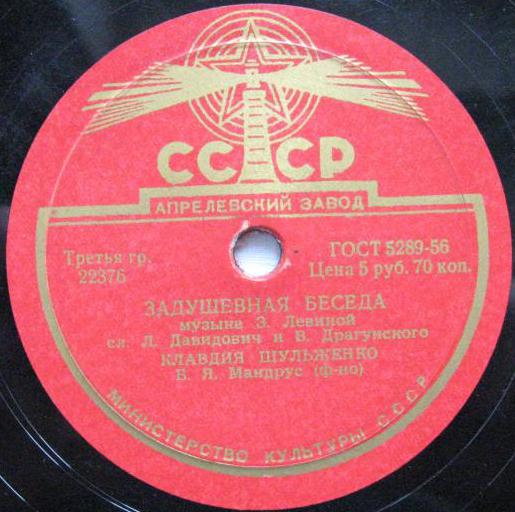 СССР
АПРЕЛЕВСКИЙ ЗАВОД
Третья гр.
22376
ГОСТ 5289-56
Цена 5 руб. 70 коп.
ЗАДУШЕВНАЯ БЕСЕДА
музыка З. Левиной
сл. Л. Давидович и В. Драгунского
КЛАВДИЯ ШУЛЬЖЕНКО
Б. Я. Мандрус (ф-но)
МИНИСТЕРСТВО КУЛЬТУРЫ СССР